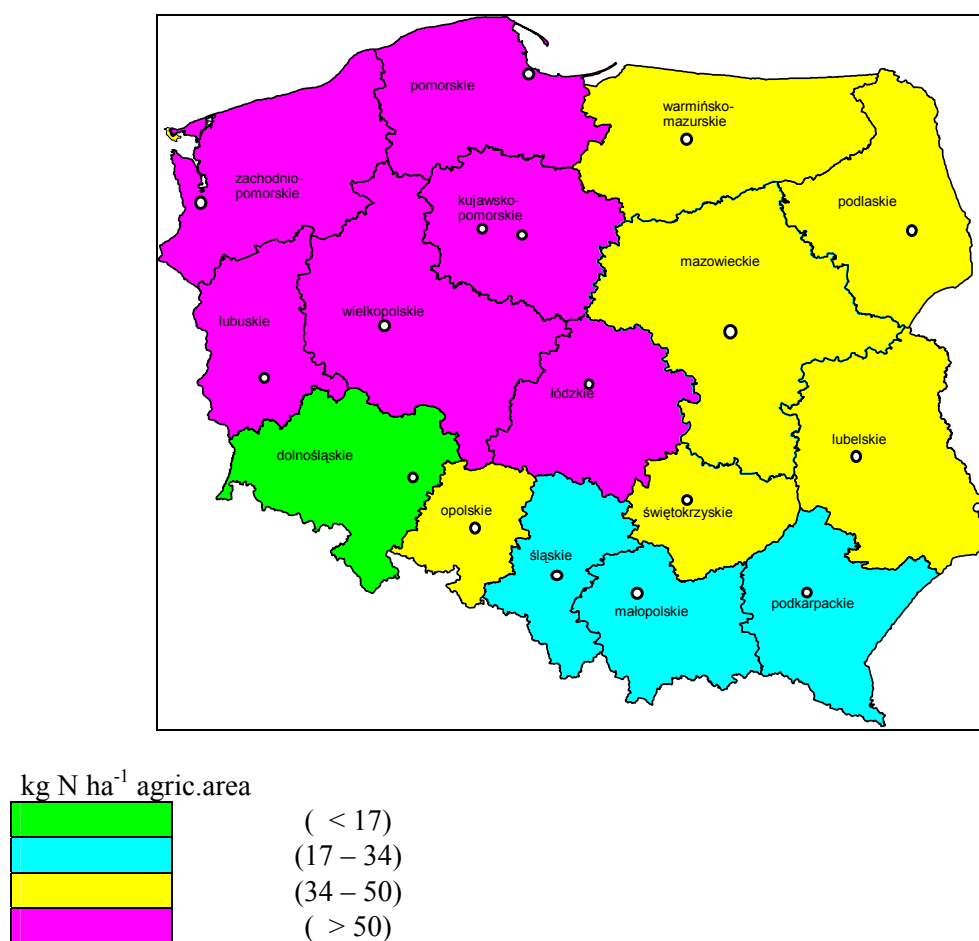 pomorskie
warmińsko-
mazurskie
zachodnio-
pomorskie
kujawsko-
pomorskie
podlaskie
mazowieckie
lubuskie
wielkopolskie
łódzkie
lubelskie
dolnośląskie
opolskie
świętokrzyskie
śląskie
małopolskie
podkarpackie
kg N ha⁻¹ agric.area
( < 17)
(17 – 34)
(34 – 50)
( > 50)